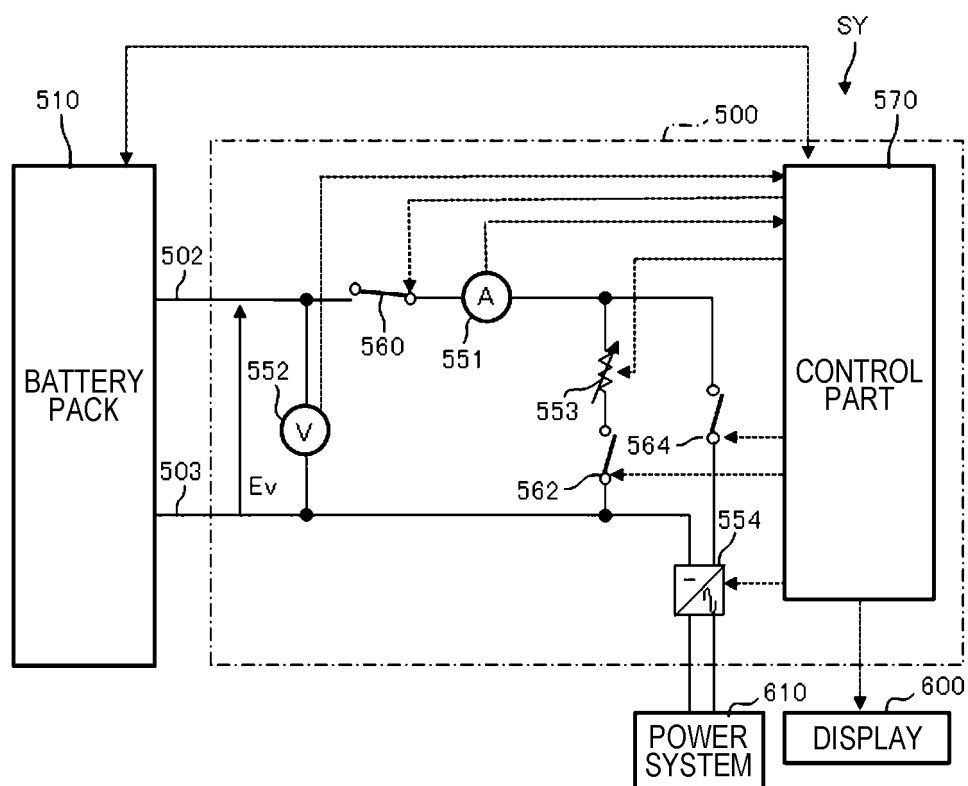 SY
510
500
570
502
A
560
551
552
BATTERY
PACK
V
553
CONTROL
PART
564
503
Ev
562
554
610
600
POWER
SYSTEM
DISPLAY